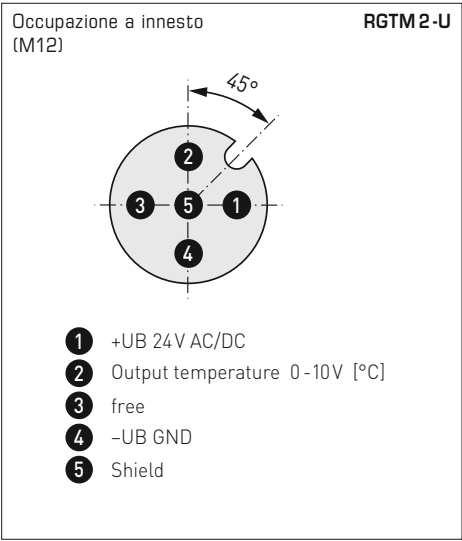 Occupazione a innesto RGTM 2-U
(M12)
45°
2
3 5 1
4
1 +UB 24V AC/DC
2 Output temperature 0-10V [°C]
3 free
4 –UB GND
5 Shield